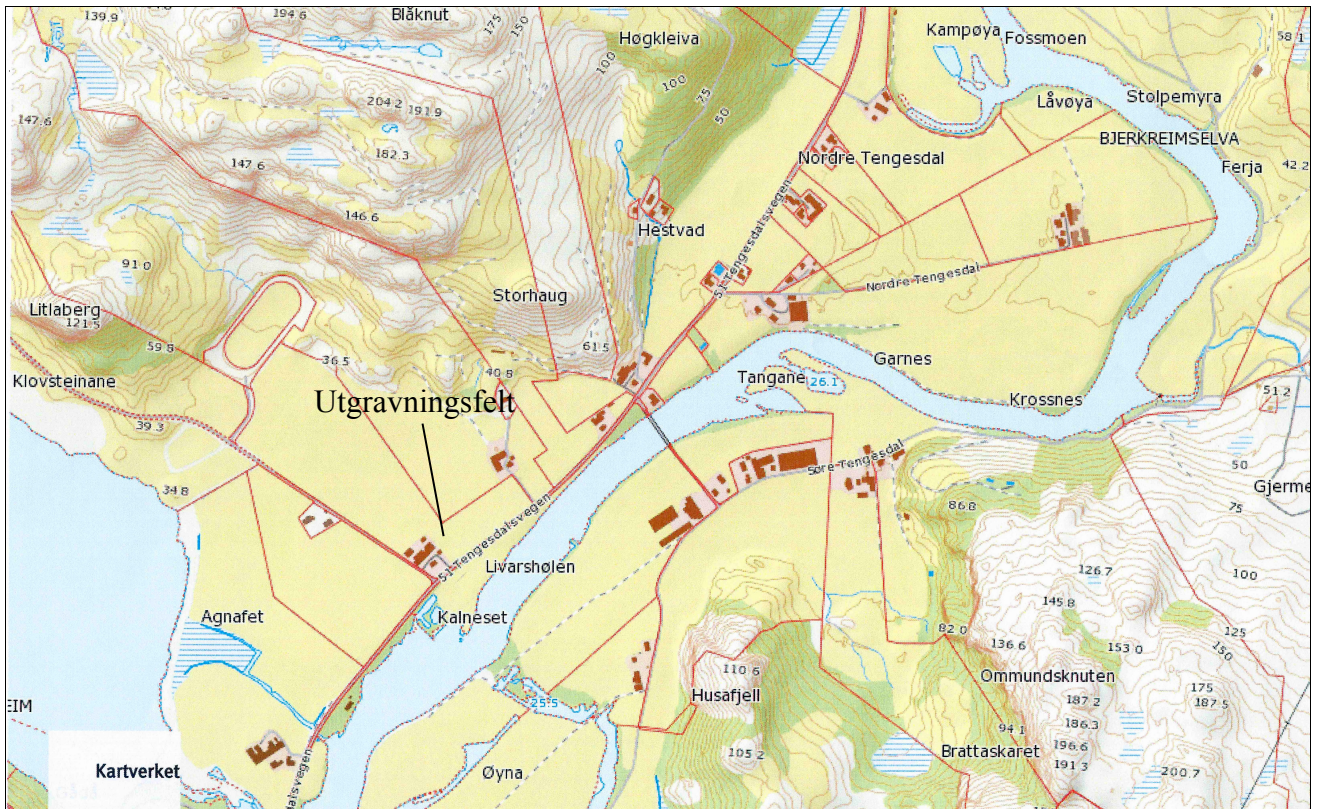 139.9
194.6
Blåknut
175
150
Høgkleiva
Kampøya
Fossmoen
58.1
100
100
75
50
204.2
191.9
147.6
182.3
Låvøya
Stolpemyra
BJERKREIMSELVA
147.6
Nordre Tengesdal
Ferja
42.2
146.6
Hestvad
51 Tengesdalsvegen
91.0
Storhaug
Nordre Tengesdal
Litlaberg
121.5
59.8
61.5
36.5
40.8
Garnes
Klovsteinane
Tangane
26.1
Utgravningsfelt
Krossnes
51.2
39.3
Søre Tengesdal
50
34.8
86.8
75
Gjerme
51 Tengesdalsvegen
Livarshølen
126.7
100
145.8
Agnafet
Kalneset
82.0
136.6
153.0
125
150
110.6
Ommundsknuten
EIM
25.5
Husafjell
187.2
175
187.5
94.1
186.3
105.2
Brattaskaret
196.6
191.3
Kartverket
Øyna
200.7
dalsvegen